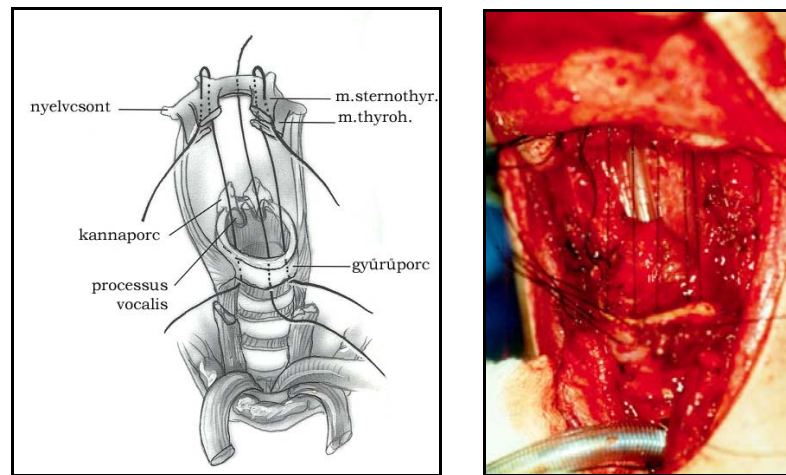 nyelvcsont
m.sternothyr.
m.thyroh.
kannaporc
processus
vocalis
gyűrűporc